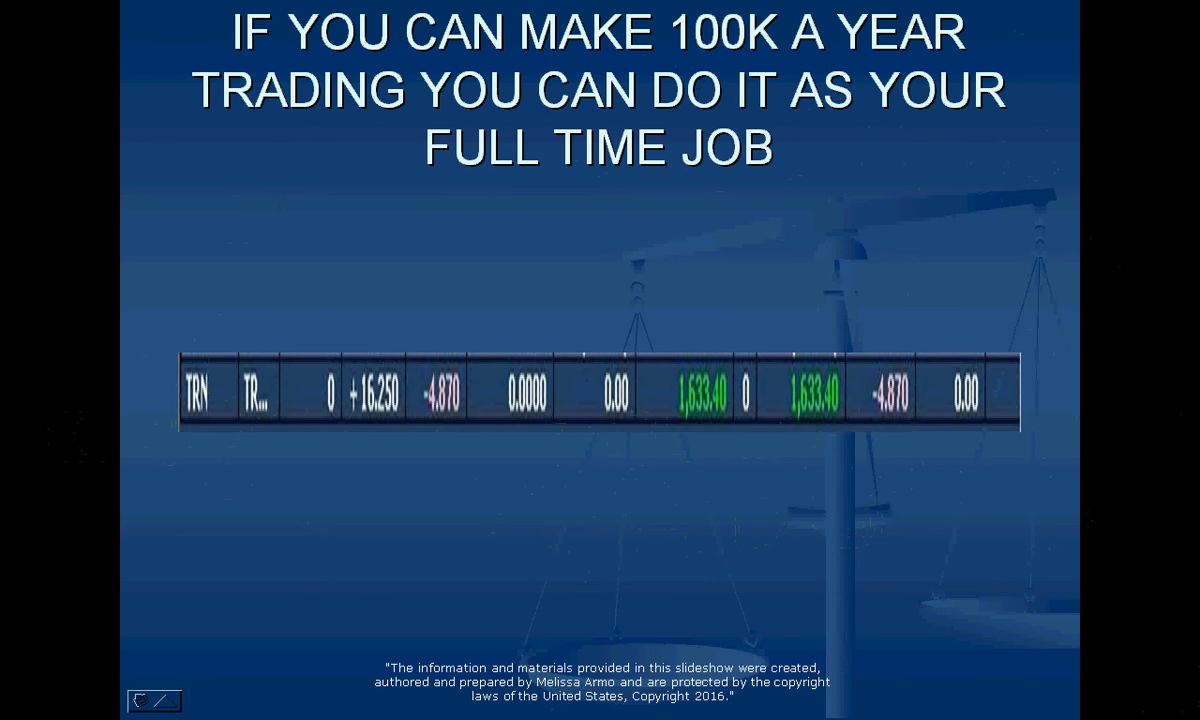 IF YOU CAN MAKE 100K A YEAR
TRADING YOU CAN DO IT AS YOUR
FULL TIME JOB
TRN TR... 0 +16.250 -4.870 0.0000 0.00 1,633.40 0 1,633.40 -4.870 0.00
"The information and materials provided in this slideshow were created,
authored and prepared by Melissa Armo and are protected by the copyright
laws of the United States, Copyright 2016."